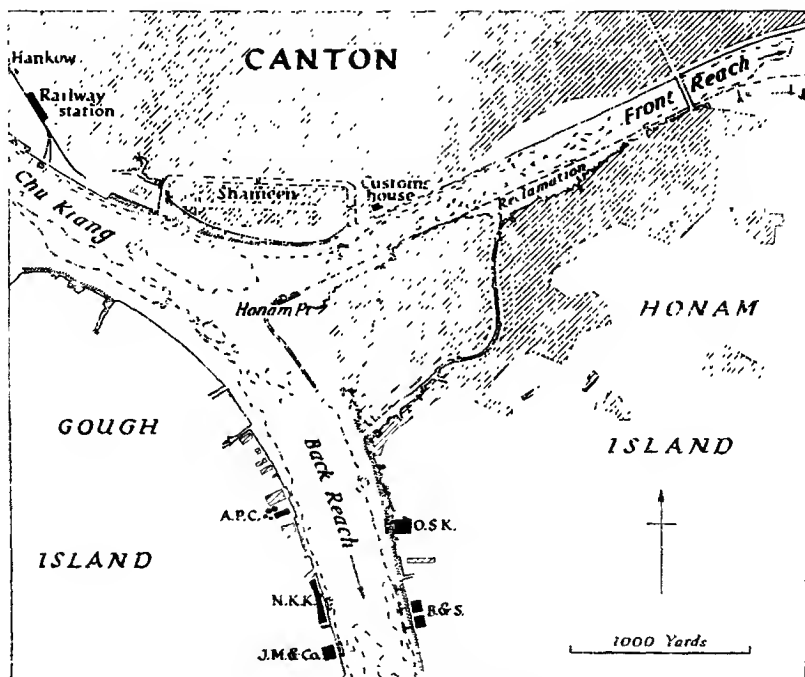 CANTON
Hankow
Railway
station
Front Reach
Chu Kiang
Shameen
Customs
house
Reclamation
Honam Pt
HONAM
ISLAND
GOUGH
ISLAND
Back Reach
A.P.C.
O.S.K.
N.K.K.
B.&S.
J.M.&Co.
1000 Yards